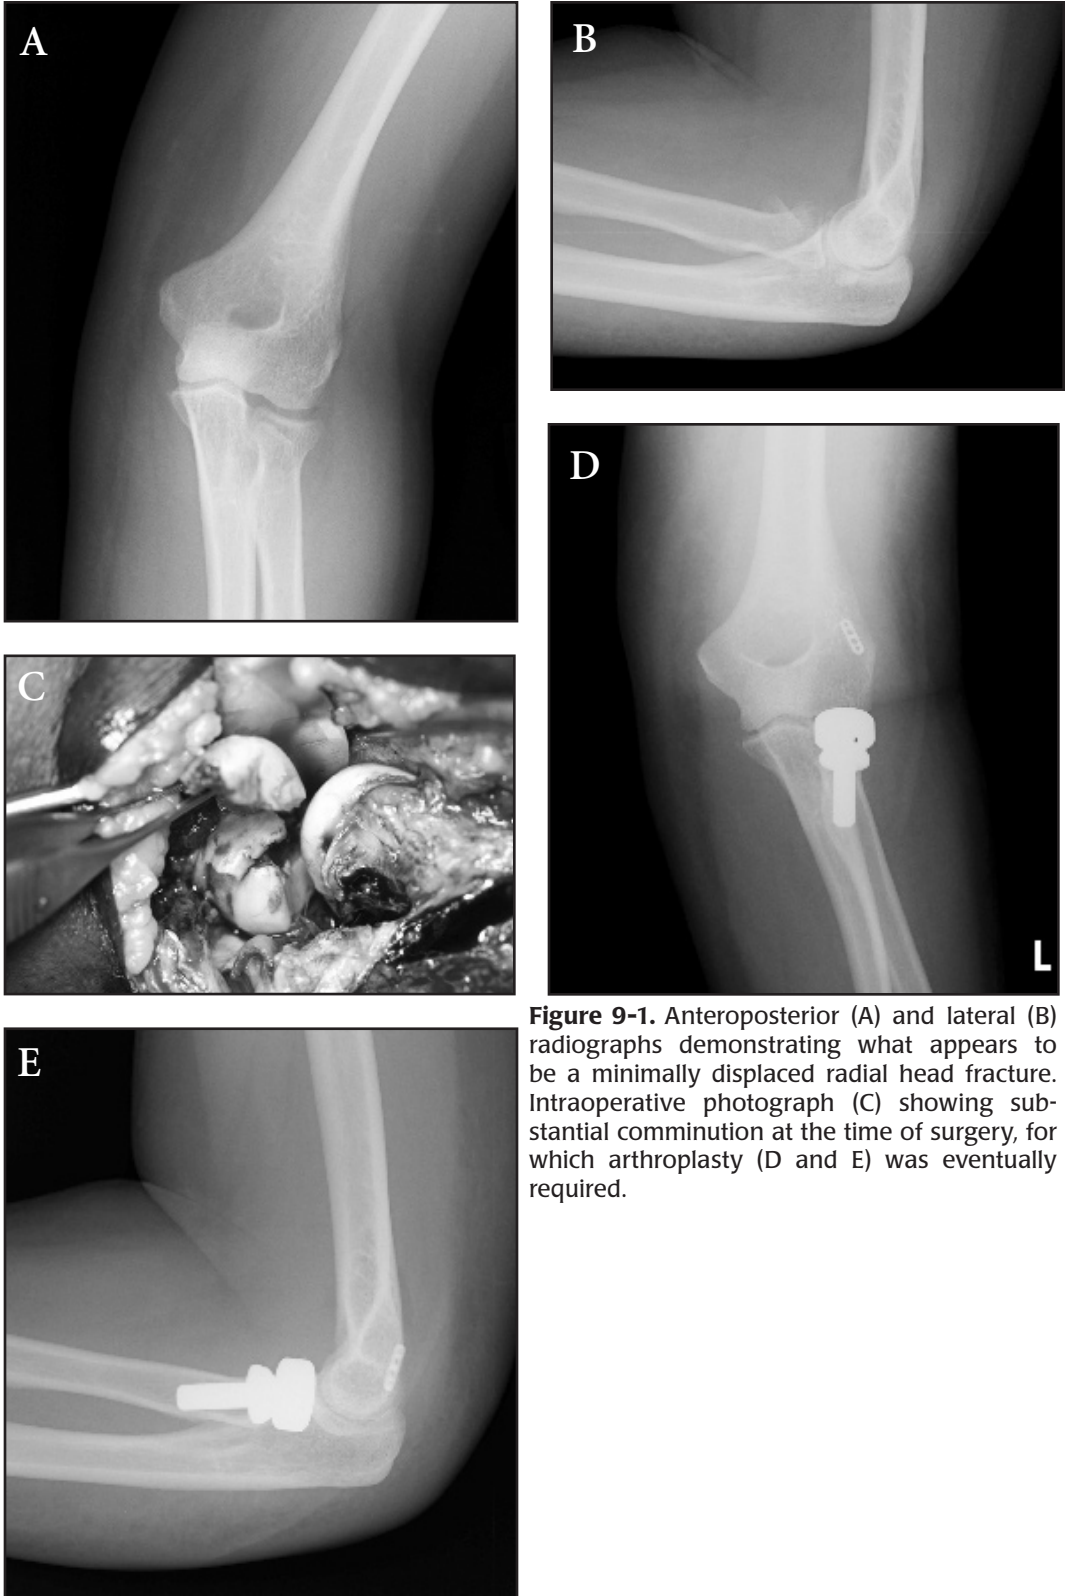 A
B
C
D
L
E
Figure 9-1. Anteroposterior (A) and lateral (B)
radiographs demonstrating what appears to
be a minimally displaced radial head fracture.
Intraoperative photograph (C) showing sub-
stantial comminution at the time of surgery, for
which arthroplasty (D and E) was eventually
required.